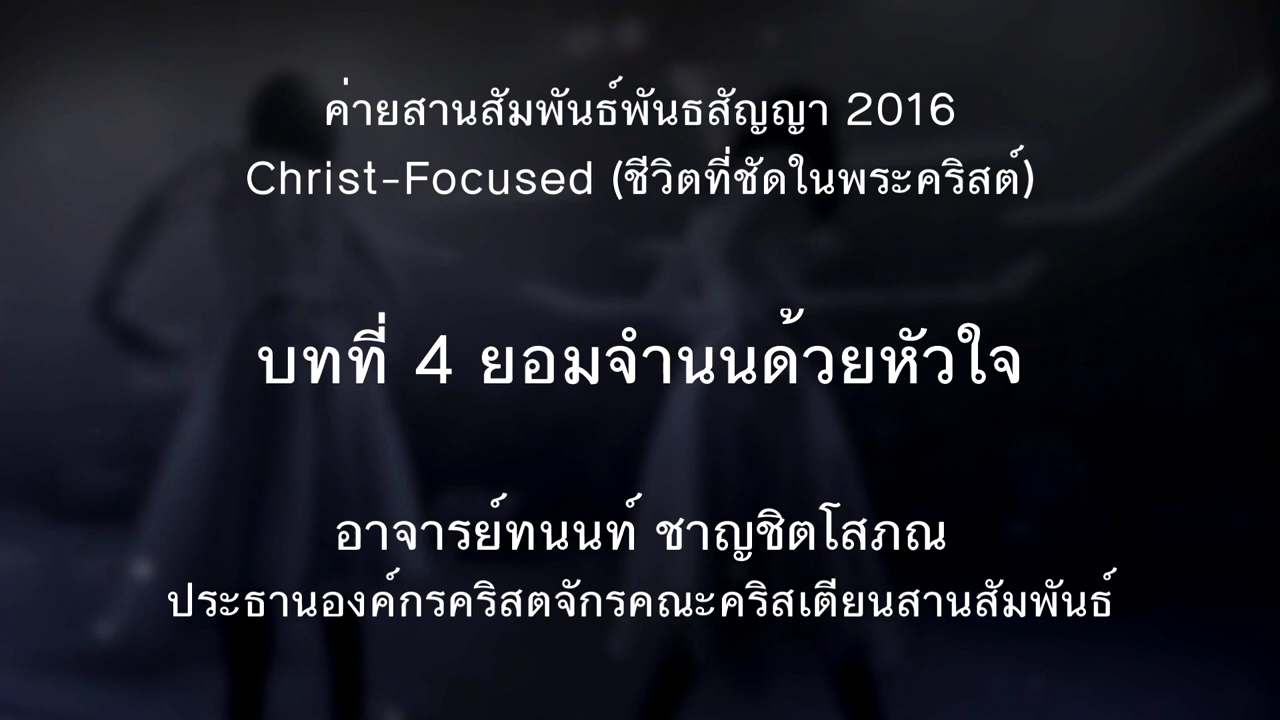 ค่ายสานสัมพันธ์พันธสัญญา 2016
Christ-Focused (ชีวิตที่ชัดในพระคริสต์)
บทที่ 4 ยอมจำนนด้วยหัวใจ
อาจารย์ทนนท์ ชาญชิตโสภณ
ประธานองค์กรคริสตจักรคณะคริสเตียนสานสัมพันธ์